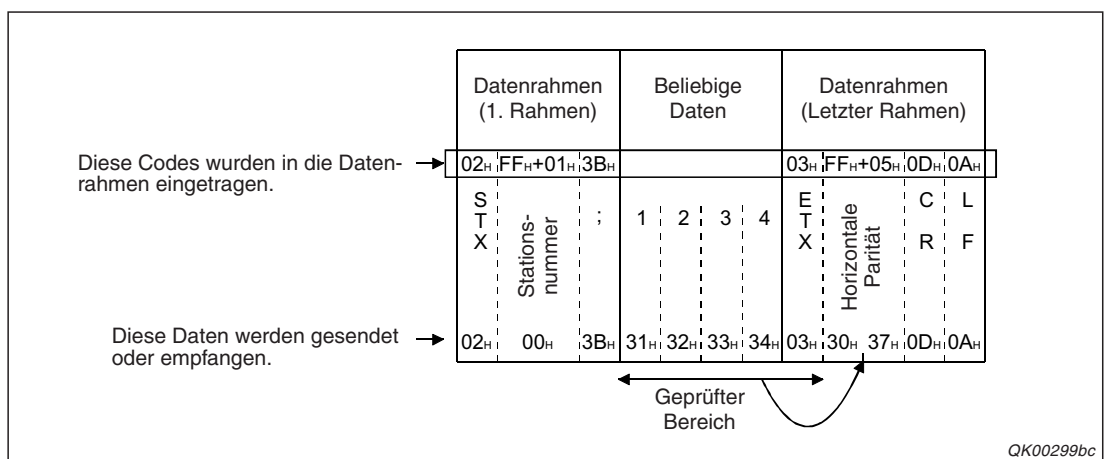 Datenrahmen
(1. Rahmen)
Beliebige
Daten
Datenrahmen
(Letzter Rahmen)
Diese Codes wurden in die Daten-
rahmen eingetragen.
02H FFH+01H 3BH 03H FFH+05H 0DH 0AH
STX
Stations-
nummer
; 1 2 3 4
ETX
Horizontale
Parität
CR
LF
Diese Daten werden gesendet
oder empfangen.
02H 00H 3BH 31H 32H 33H 34H 03H 30H 37H 0DH 0AH
Geprüfter
Bereich
QK00299bc